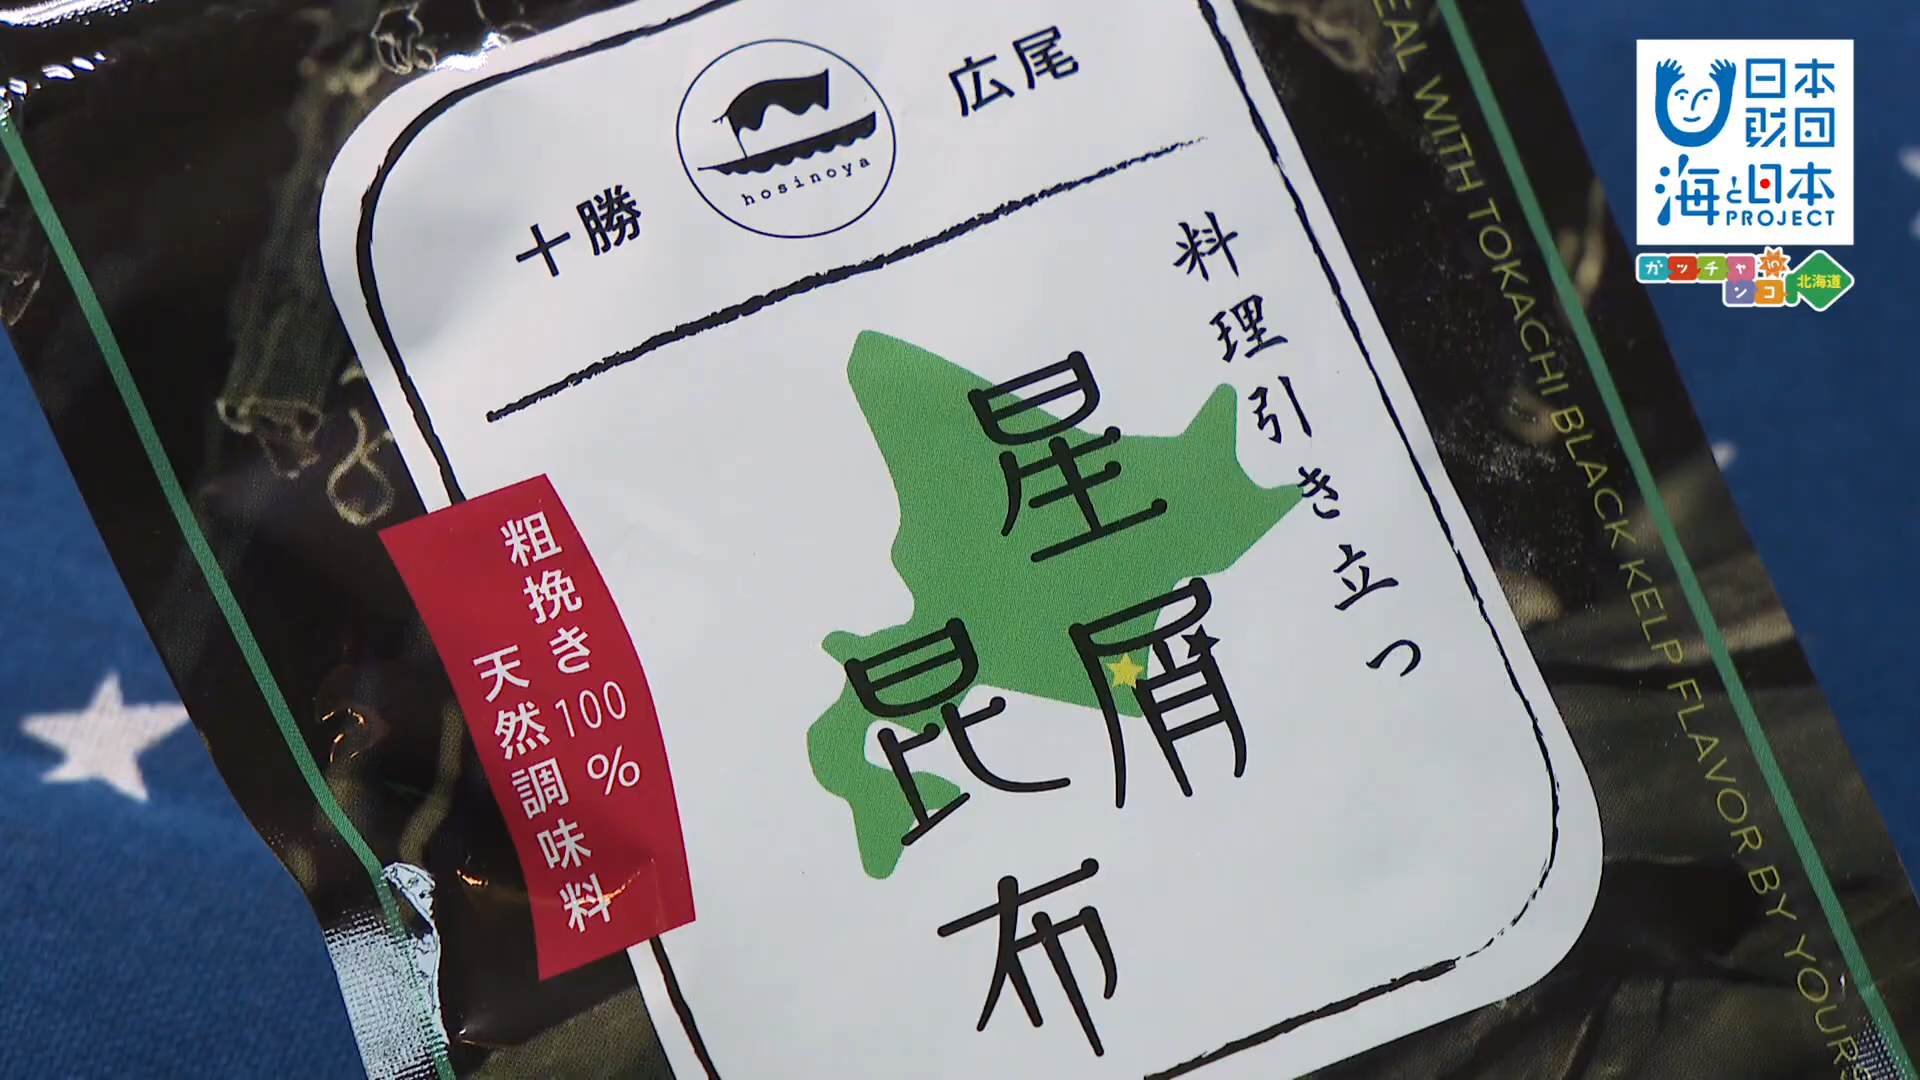 十勝
hosinoya
広尾
料理引き立つ
星屑
昆布
粗挽き100%
天然調味料
EAL WITH TOKACHI BLACK KELP FLAVOR BY YOUR
日本
財団
海と日本
PROJECT
ガッチャ
ンコ
in
北海道